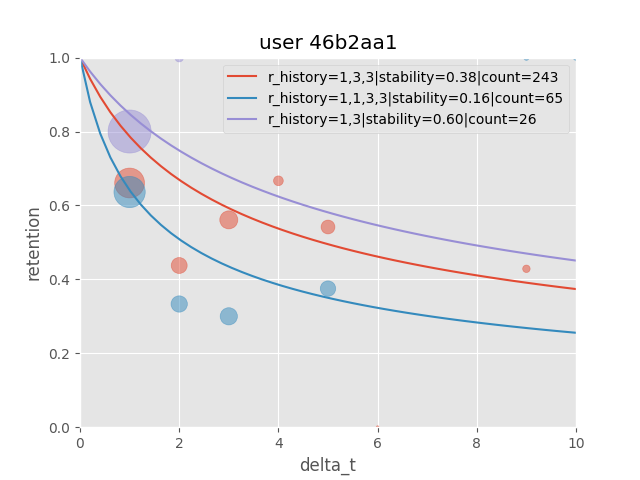 user 46b2aa1
r_history=1,3,3|stability=0.38|count=243
r_history=1,1,3,3|stability=0.16|count=65
r_history=1,3|stability=0.60|count=26
1.0
0.8
0.6
0.4
0.2
0.0
retention
0 2 4 6 8 10
delta_t